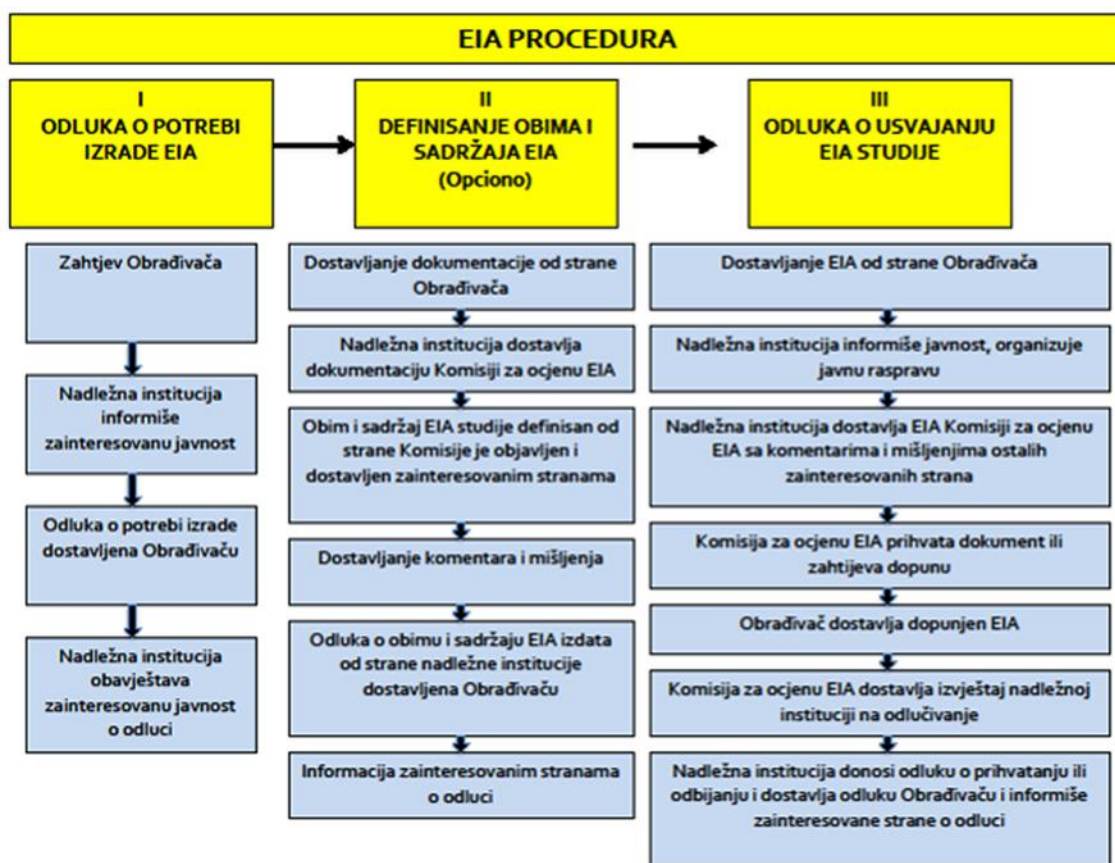 EIA PROCEDURA
I
ODLUKA O POTREBI
IZRADE EIA
II
DEFINISANJE OBIMA I
SADRŽAJA EIA
(Opciono)
III
ODLUKA O USVAJANJU
EIA STUDIJE
Zahtjev Obrađivača
Nadležna institucija
informiše
zainteresovanu javnost
Odluka o potrebi izrade
dostavljena Obrađivaču
Nadležna institucija
obavještava
zainteresovanu javnost
o odluci
Dostavljanje dokumentacije od strane
Obrađivača
Nadležna institucija dostavlja
dokumentaciju Komisiji za ocjenu EIA
Obim i sadržaj EIA studije definisan od
strane Komisije je objavljen i
dostavljen zainteresovanim stranama
Dostavljanje komentara i mišljenja
Odluka o obimu i sadržaju EIA izdata
od strane nadležne institucije
dostavljena Obrađivaču
Informacija zainteresovanim stranama
o odluci
Dostavljanje EIA od strane Obrađivača
Nadležna institucija informiše javnost, organizuje
javnu raspravu
Nadležna institucija dostavlja EIA Komisiji za ocjenu
EIA sa komentarima i mišljenjima ostalih
zainteresovanih strana
Komisija za ocjenu EIA prihvata dokument ili
zahtijeva dopunu
Obrađivač dostavlja dopunjen EIA
Komisija za ocjenu EIA dostavlja izvještaj nadležnoj
instituciji na odlučivanje
Nadležna institucija donosi odluku o prihvatanju ili
odbijanju i dostavlja odluku Obrađivaču i informiše
zainteresovane strane o odluci